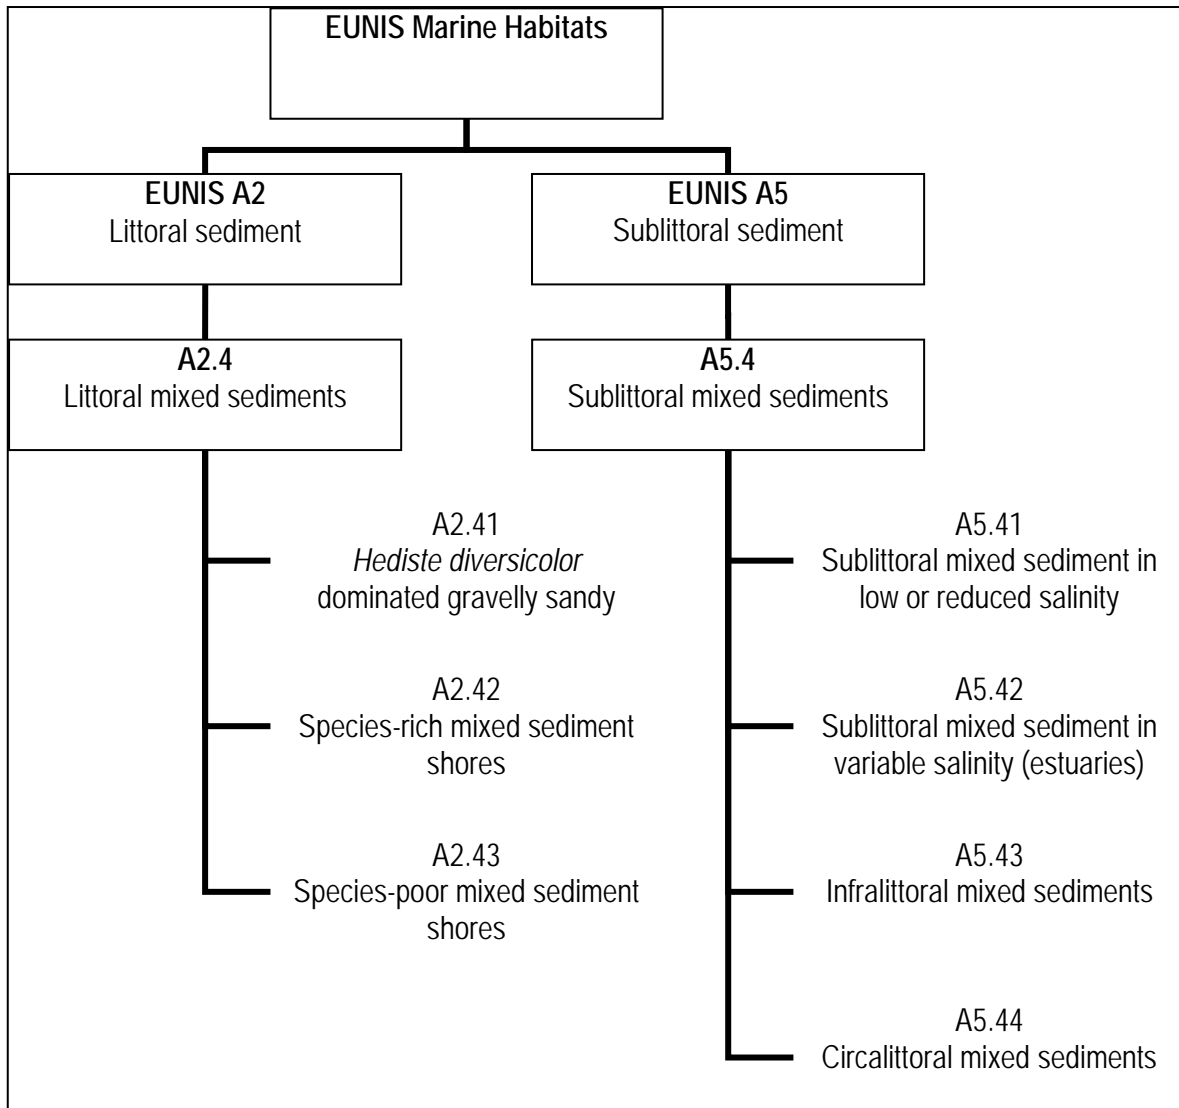 EUNIS Marine Habitats
EUNIS A2
Littoral sediment
EUNIS A5
Sublittoral sediment
A2.4
Littoral mixed sediments
A5.4
Sublittoral mixed sediments
A2.41
Hediste diversicolor
dominated gravelly sandy
A5.41
Sublittoral mixed sediment in
low or reduced salinity
A2.42
Species-rich mixed sediment
shores
A5.42
Sublittoral mixed sediment in
variable salinity (estuaries)
A2.43
Species-poor mixed sediment
shores
A5.43
Infralittoral mixed sediments
A5.44
Circalittoral mixed sediments